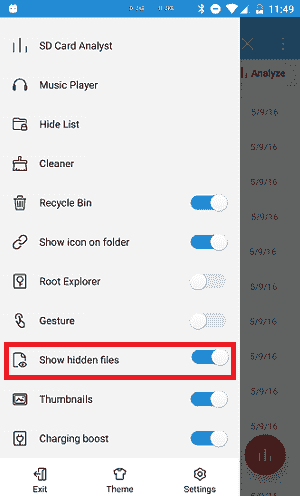 11:49
SD Card Analyst
Analyze
Music Player
5/9/16
Hide List
5/9/16
Cleaner
5/9/16
Recycle Bin
5/9/16
Show icon on folder
5/9/16
Root Explorer
5/9/16
Gesture
5/9/16
Show hidden files
5/9/16
Thumbnails
5/9/16
Charging boost
5/9/16
Exit
Theme
Settings
5/9/16